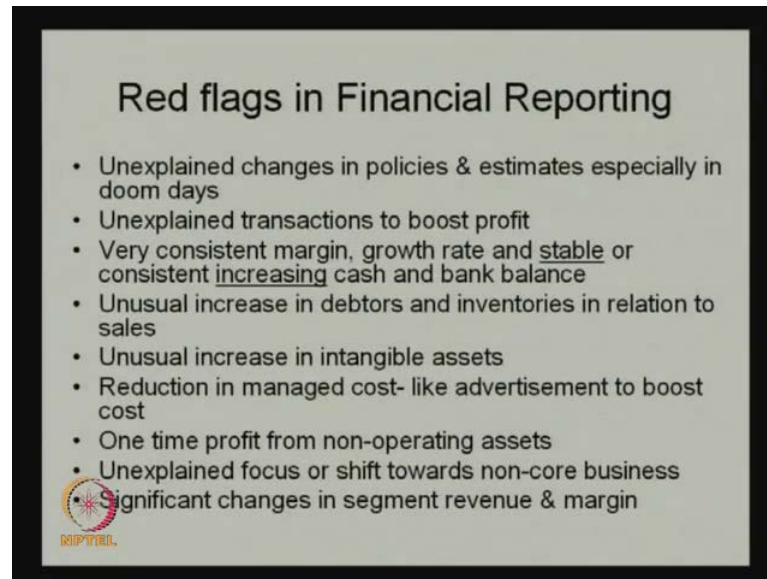 Red flags in Financial Reporting
• Unexplained changes in policies & estimates especially in
doom days
• Unexplained transactions to boost profit
• Very consistent margin, growth rate and stable or
consistent increasing cash and bank balance
• Unusual increase in debtors and inventories in relation to
sales
• Unusual increase in intangible assets
• Reduction in managed cost- like advertisement to boost
cost
• One time profit from non-operating assets
• Unexplained focus or shift towards non-core business
• Significant changes in segment revenue & margin
NPTEL